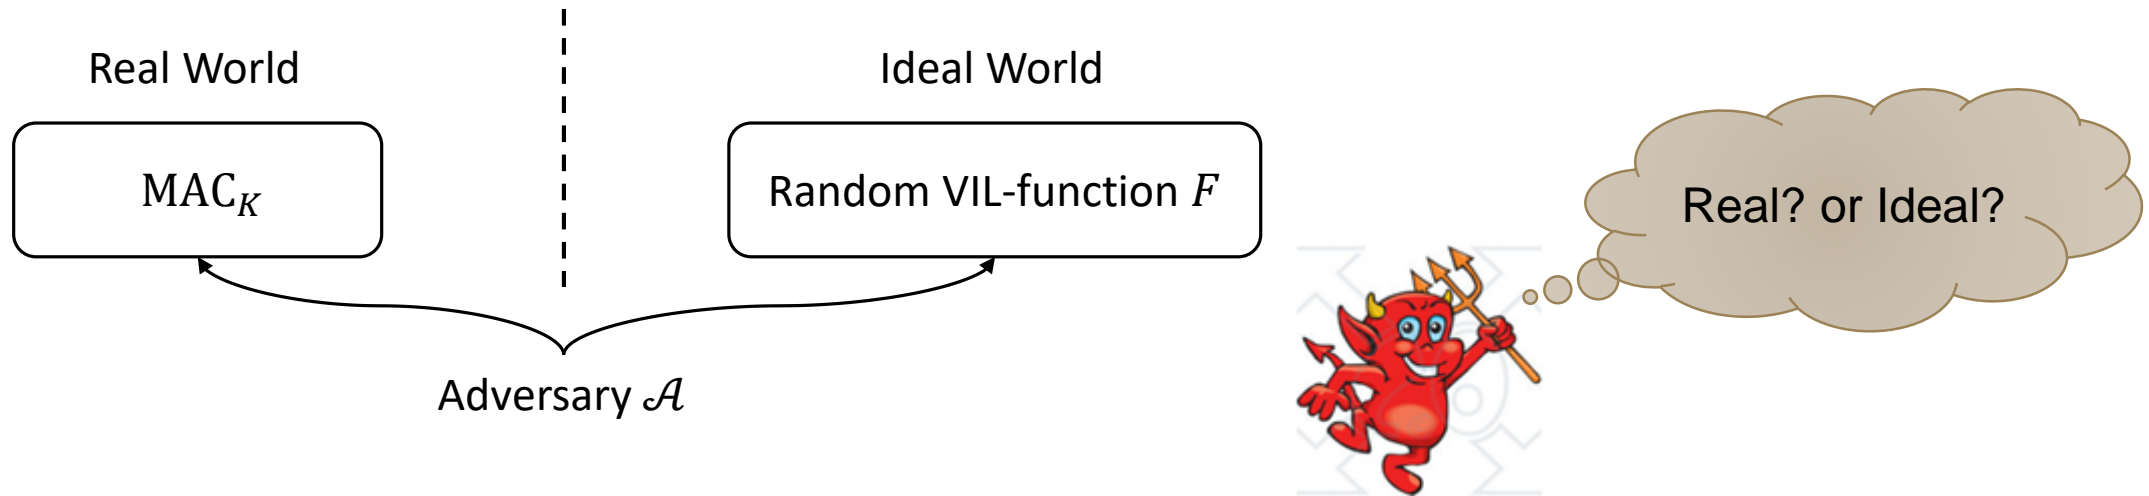 Real World
Ideal World
MAC_K
Random VIL-function F
Real? or Ideal?
Adversary 𝒜